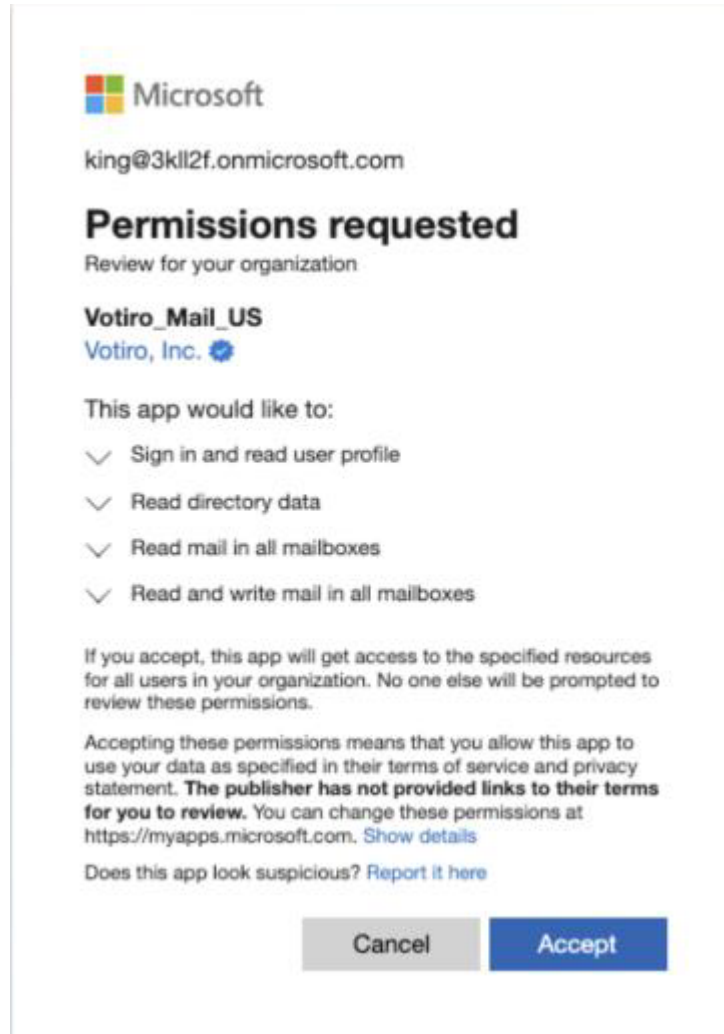 Microsoft
king@3kll2f.onmicrosoft.com
Permissions requested
Review for your organization
Votiro_Mail_US
Votiro, Inc.
This app would like to:
Sign in and read user profile
Read directory data
Read mail in all mailboxes
Read and write mail in all mailboxes
If you accept, this app will get access to the specified resources
for all users in your organization. No one else will be prompted to
review these permissions.
Accepting these permissions means that you allow this app to
use your data as specified in their terms of service and privacy
statement. The publisher has not provided links to their terms
for you to review. You can change these permissions at
https://myapps.microsoft.com. Show details
Does this app look suspicious? Report it here
Cancel Accept